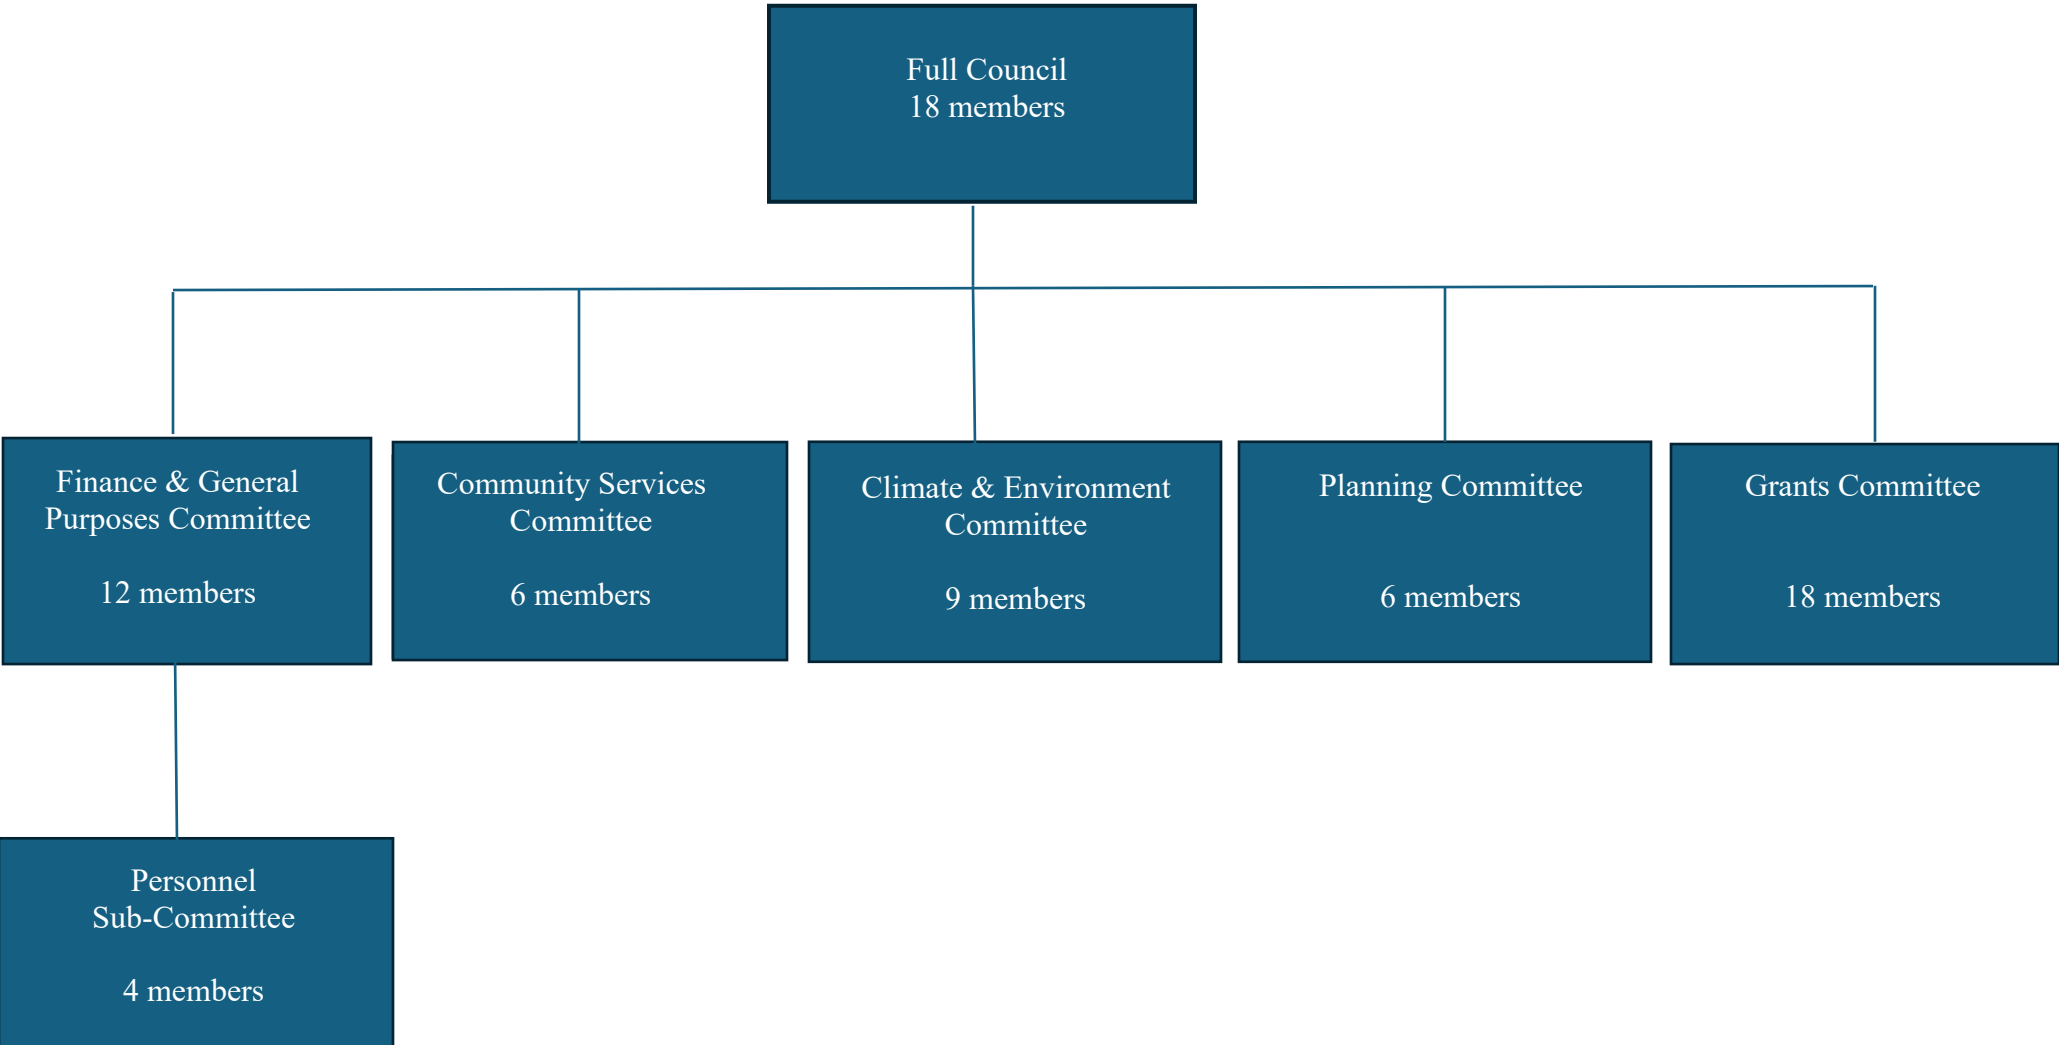 Full Council
18 members
Finance & General
Purposes Committee
12 members
Community Services
Committee
6 members
Climate & Environment
Committee
9 members
Planning Committee
6 members
Grants Committee
18 members
Personnel
Sub-Committee
4 members